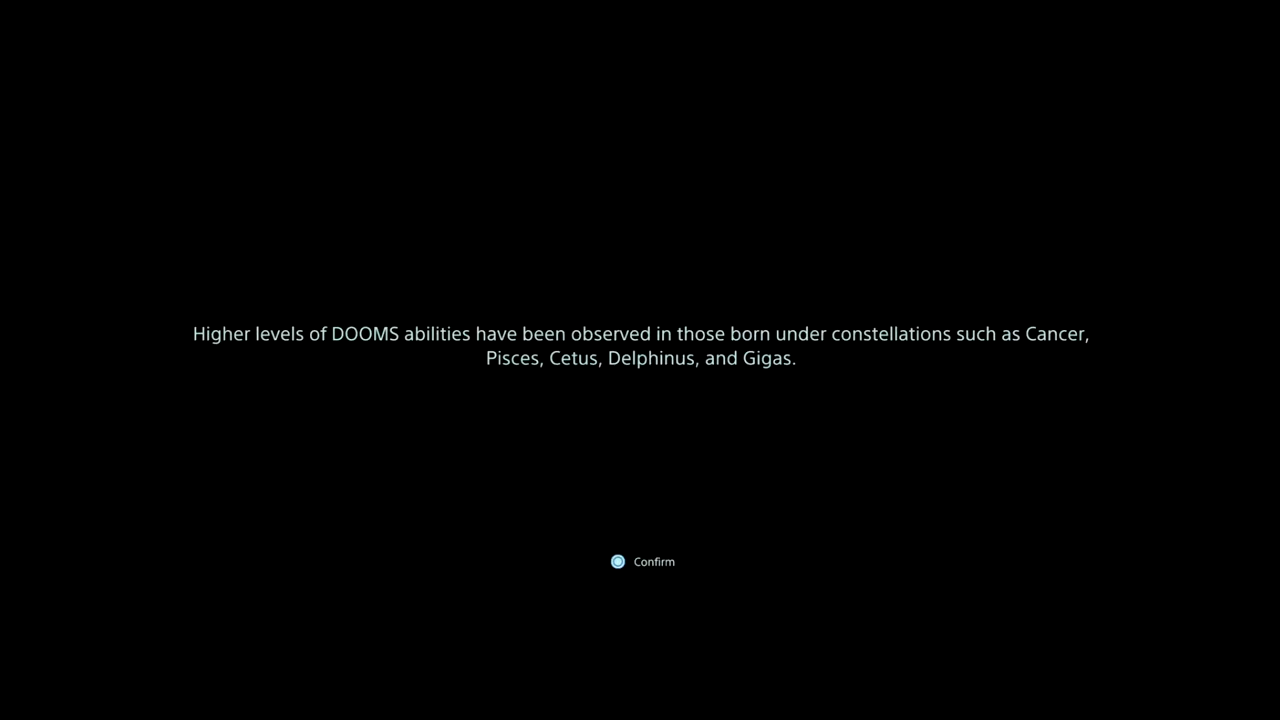 Higher levels of DOOMS abilities have been observed in those born under constellations such as Cancer,
Pisces, Cetus, Delphinus, and Gigas.
Confirm